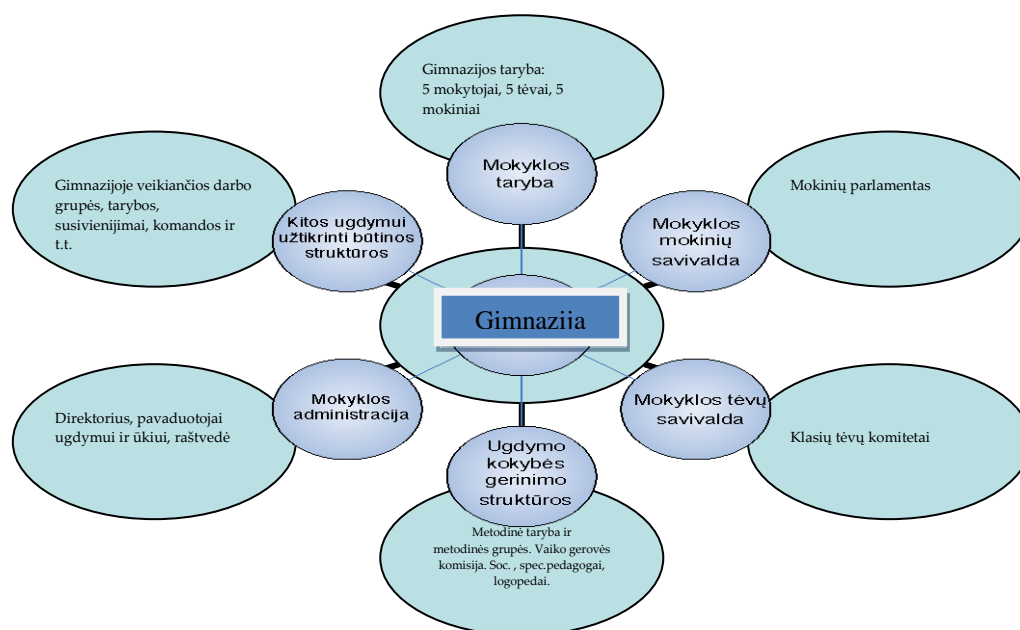 Gimnazijos taryba:
5 mokytojai, 5 tėvai, 5
mokiniai
Mokyklos
taryba
Gimnazijoje veikiančios darbo
grupės, tarybos,
susivienijimai, komandos ir
t.t.
Kitos ugdymui
užtikrinti būtinos
struktūros
Mokyklos
mokinių
savivalda
Mokinių parlamentas
Gimnazija
Direktorius, pavaduotojai
ugdymui ir ūkiui, raštvedė
Mokyklos
administracija
Mokyklos tėvų
savivalda
Klasių tėvų komitetai
Ugdymo
kokybės
gerinimo
struktūros
Metodinė taryba ir
metodinės grupės. Vaiko gerovės
komisija. Soc. , spec.pedagogai,
logopedai.